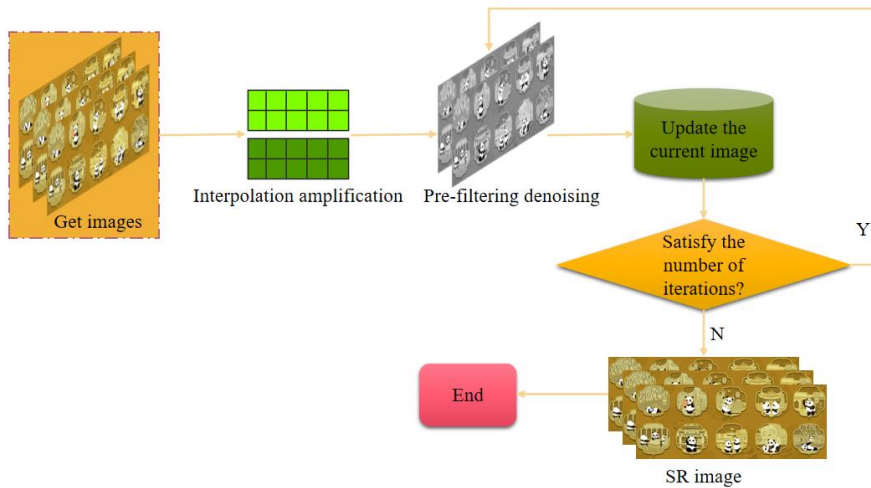 Get images
Interpolation amplification
Pre-filtering denoising
Update the
current image
Satisfy the
number of
iterations?
Y
N
End
SR image